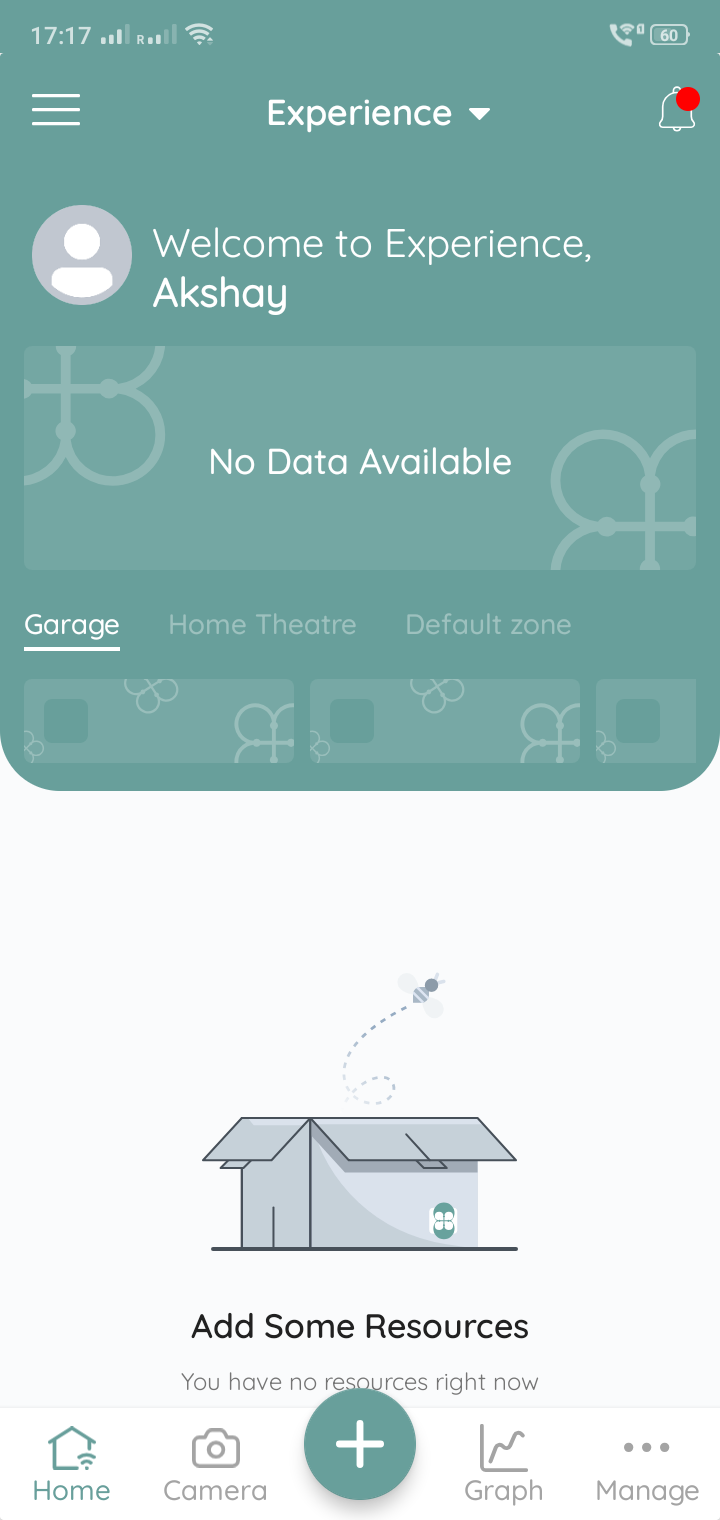 17:17
R
60
Experience
Welcome to Experience,
Akshay
No Data Available
Garage Home Theatre Default zone
Add Some Resources
You have no resources right now
Home Camera Graph Manage